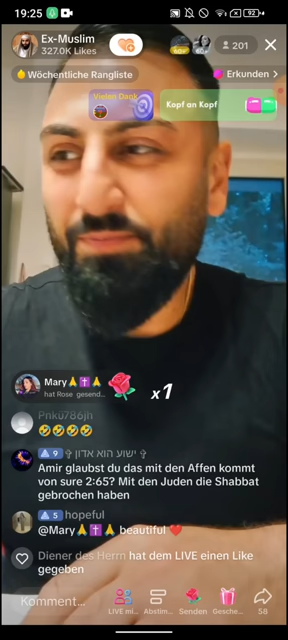 19:25
92
Ex-Muslim
327.0K Likes
201
Wöchentliche Rangliste
Erkunden >
Vielen Dank
Kopf an Kopf
Mary🙏✝️🙏
hat Rose gesend...
x1
Pnku786jh
🤣🤣🤣🤣
9 ✞ ישוע הוא אדון ✞
Amir glaubst du das mit den Affen kommt
von sure 2:65? Mit den Juden die Shabbat
gebrochen haben
5 hopeful
@Mary🙏✝️🙏 beautiful ❤️
Diener des Herrn hat dem LIVE einen Like
gegeben
Komment...
LIVE mi...
Abstim...
Senden
Gesche...
58